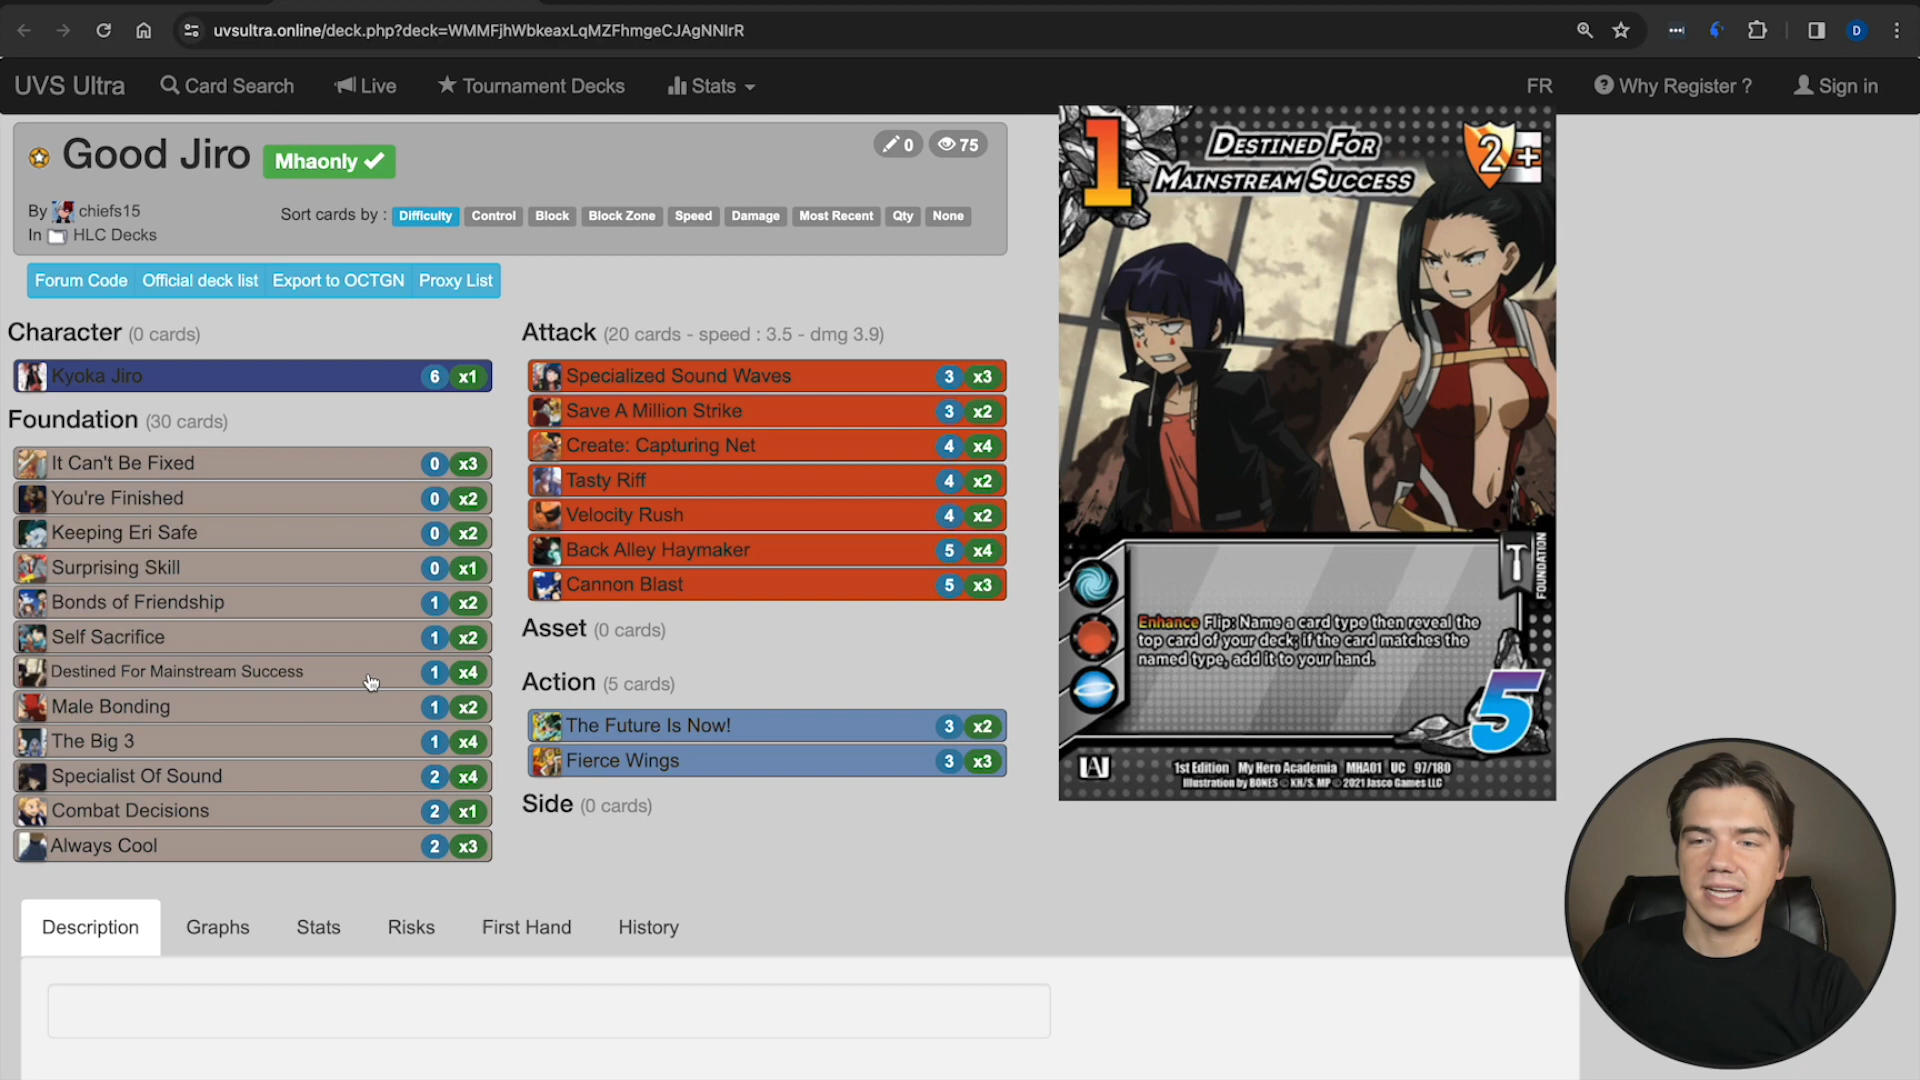 uvsultra.online/deck.php?deck=WMMFjhWbkeaxLqMZFhmgeCJAgNNIrR
D
UVS Ultra
Card Search
Live
Tournament Decks
Stats
FR
Why Register ?
Sign in
Good Jiro
Mhaonly
0
75
By chiefs15
In HLC Decks
Sort cards by :
Difficulty
Control
Block
Block Zone
Speed
Damage
Most Recent
Qty
None
Forum Code
Official deck list
Export to OCTGN
Proxy List
Character (0 cards)
Kyoka Jiro 6 x1
Foundation (30 cards)
It Can't Be Fixed 0 x3
You're Finished 0 x2
Keeping Eri Safe 0 x2
Surprising Skill 0 x1
Bonds of Friendship 1 x2
Self Sacrifice 1 x2
Destined For Mainstream Success 1 x4
Male Bonding 1 x2
The Big 3 1 x4
Specialist Of Sound 2 x4
Combat Decisions 2 x1
Always Cool 2 x3
Attack (20 cards - speed : 3.5 - dmg 3.9)
Specialized Sound Waves 3 x3
Save A Million Strike 3 x2
Create: Capturing Net 4 x4
Tasty Riff 4 x2
Velocity Rush 4 x2
Back Alley Haymaker 5 x4
Cannon Blast 5 x3
Asset (0 cards)
Action (5 cards)
The Future Is Now! 3 x2
Fierce Wings 3 x3
Side (0 cards)
1
Destined For
Mainstream Success
2+
FOUNDATION
Enhance Flip: Name a card type then reveal the
top card of your deck; if the card matches the
named type, add it to your hand.
5
UA
1st Edition My Hero Academia MHA01 UC 97/180
Illustration by BONES © KH/S, MP © 2021 Jasco Games LLC
Description
Graphs
Stats
Risks
First Hand
History